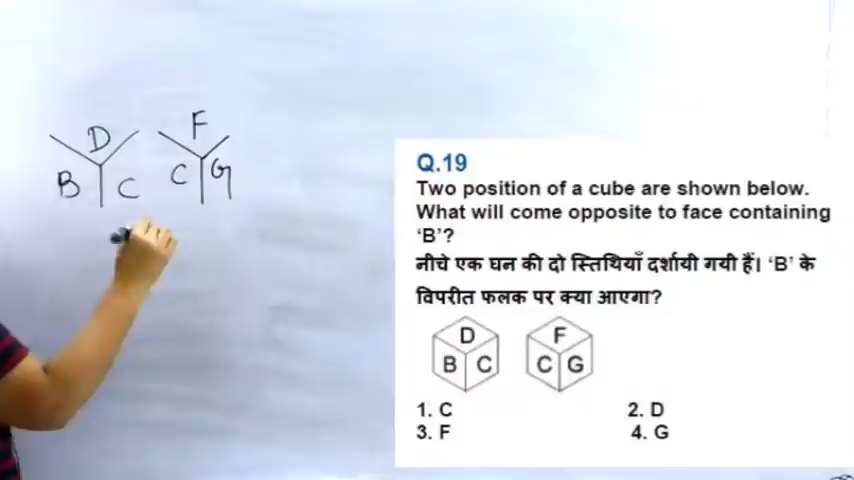 D
B C
F
C G
Q.19
Two position of a cube are shown below.
What will come opposite to face containing
‘B’?
नीचे एक घन की दो स्तिथियाँ दर्शायी गयी हैं। ‘B’ के
विपरीत फलक पर क्या आएगा?
D
B C
F
C G
1. C 2. D
3. F 4. G